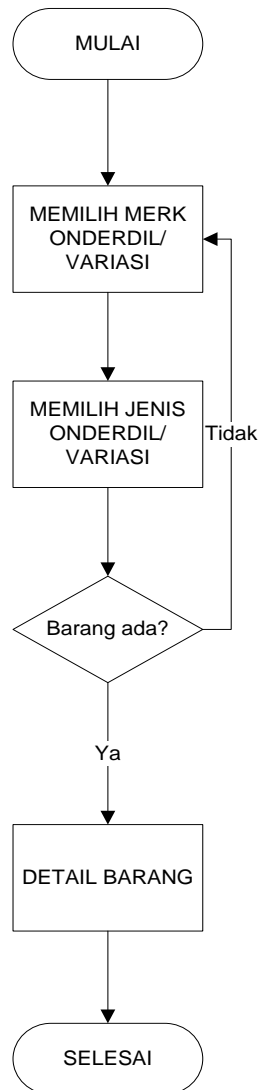 MULAI
MEMILIH MERK
ONDERDIL/
VARIASI
MEMILIH JENIS
ONDERDIL/
VARIASI
Tidak
Barang ada?
Ya
DETAIL BARANG
SELESAI